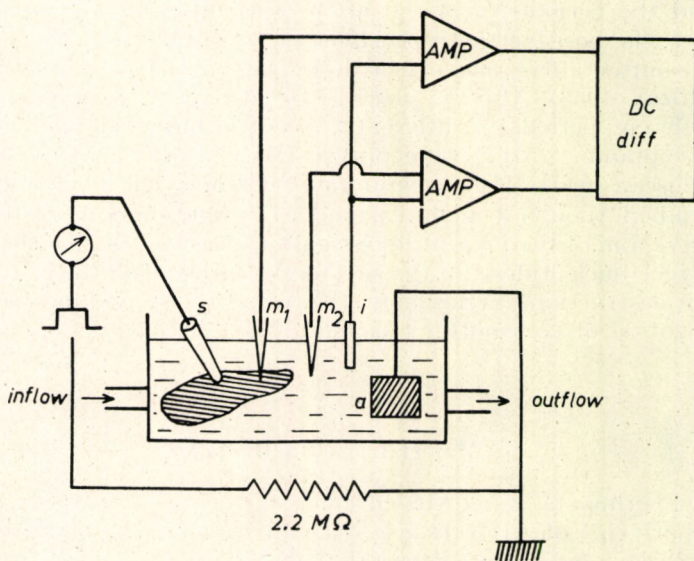 AMP
DC
diff
AMP
s
m1
m2
i
inflow
a
outflow
2.2 MΩ